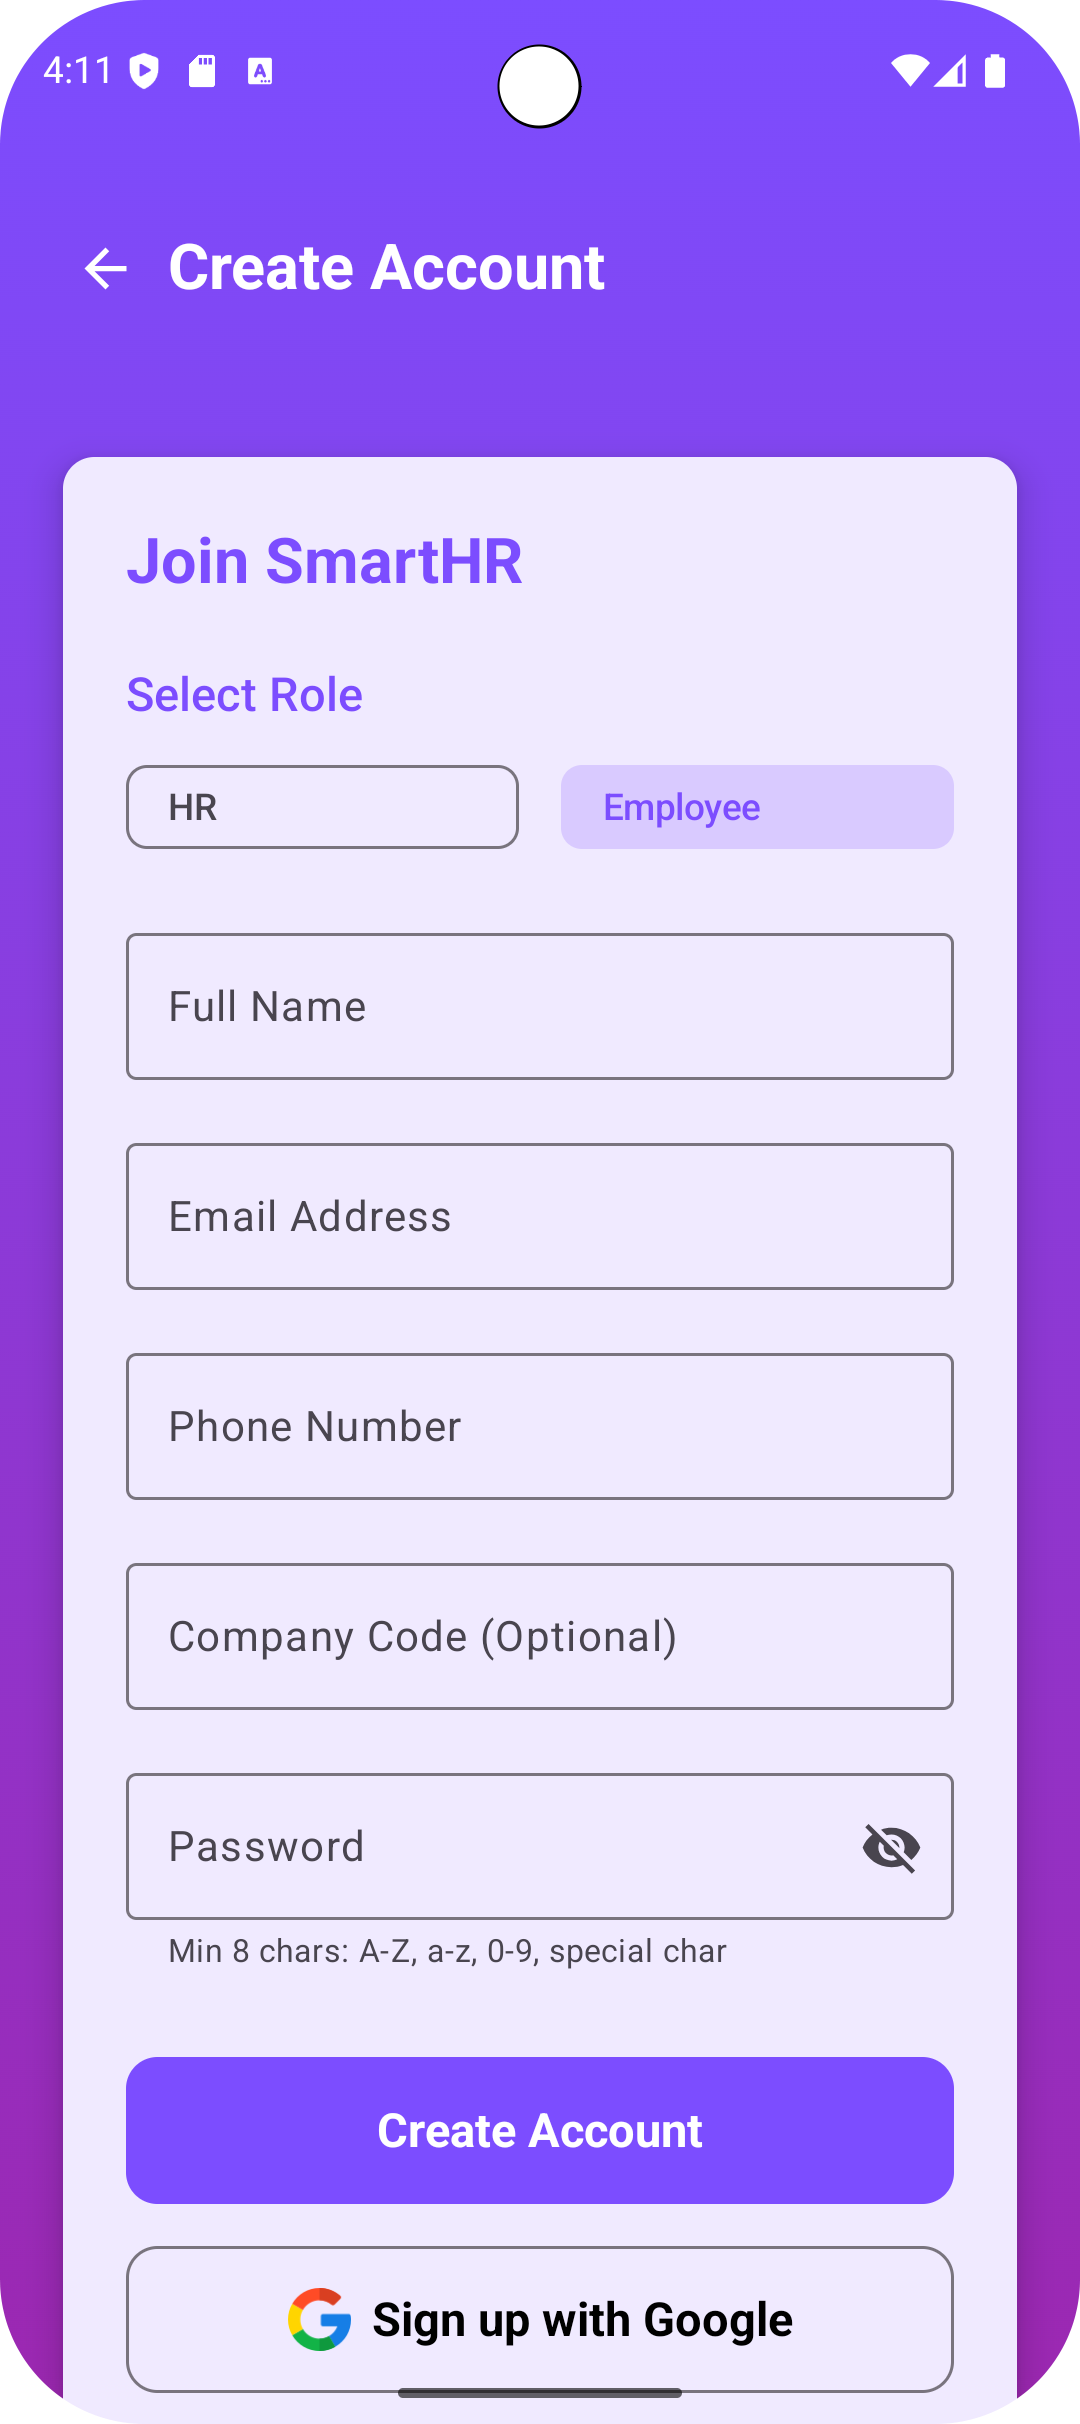 4:11
Create Account
Join SmartHR
Select Role
HR
Employee
Full Name
Email Address
Phone Number
Company Code (Optional)
Password
Min 8 chars: A-Z, a-z, 0-9, special char
Create Account
Sign up with Google